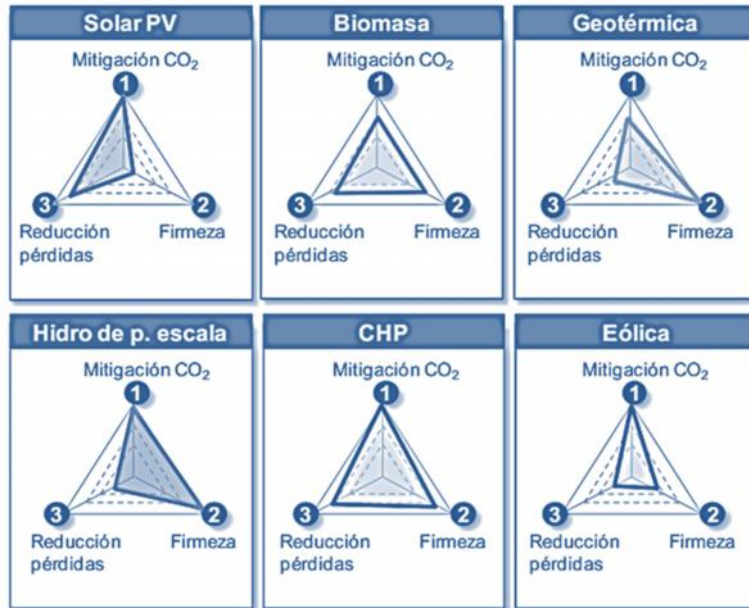 Solar PV
Mitigación CO₂
1
3
2
Reducción pérdidas
Firmeza
Biomasa
Mitigación CO₂
1
3
2
Reducción pérdidas
Firmeza
Geotérmica
Mitigación CO₂
1
3
2
Reducción pérdidas
Firmeza
Hidro de p. escala
Mitigación CO₂
1
3
2
Reducción pérdidas
Firmeza
CHP
Mitigación CO₂
1
3
2
Reducción pérdidas
Firmeza
Eólica
Mitigación CO₂
1
3
2
Reducción pérdidas
Firmeza